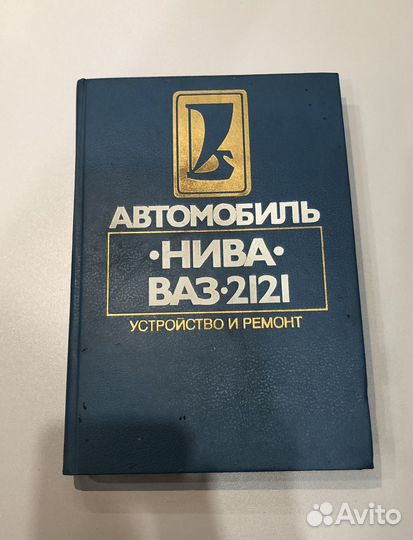 АВТОМОБИЛЬ
·НИВА·
ВАЗ·2121
УСТРОЙСТВО И РЕМОНТ
Avito